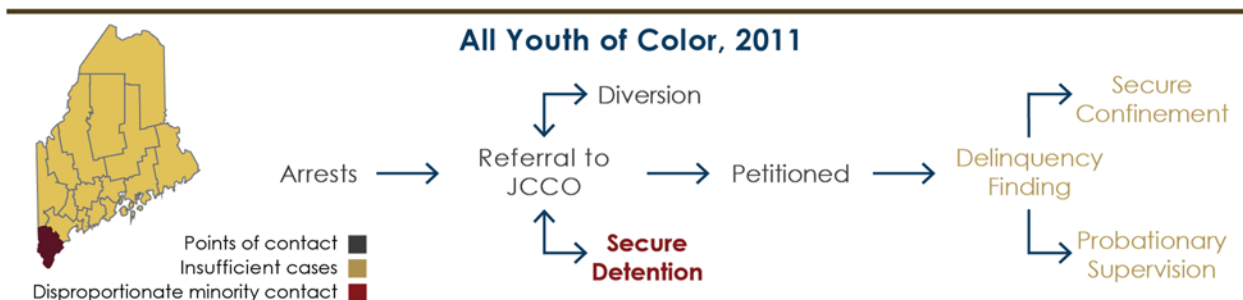 All Youth of Color, 2011
Diversion
Secure
Confinement
Arrests
Referral to
JCCO
Petitioned
Delinquency
Finding
Secure
Detention
Probationary
Supervision
Points of contact
Insufficient cases
Disproportionate minority contact